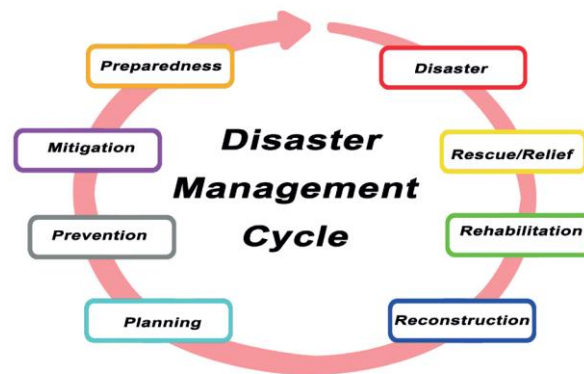 Disaster
Management
Cycle
Disaster
Rescue/Relief
Rehabilitation
Reconstruction
Planning
Prevention
Mitigation
Preparedness